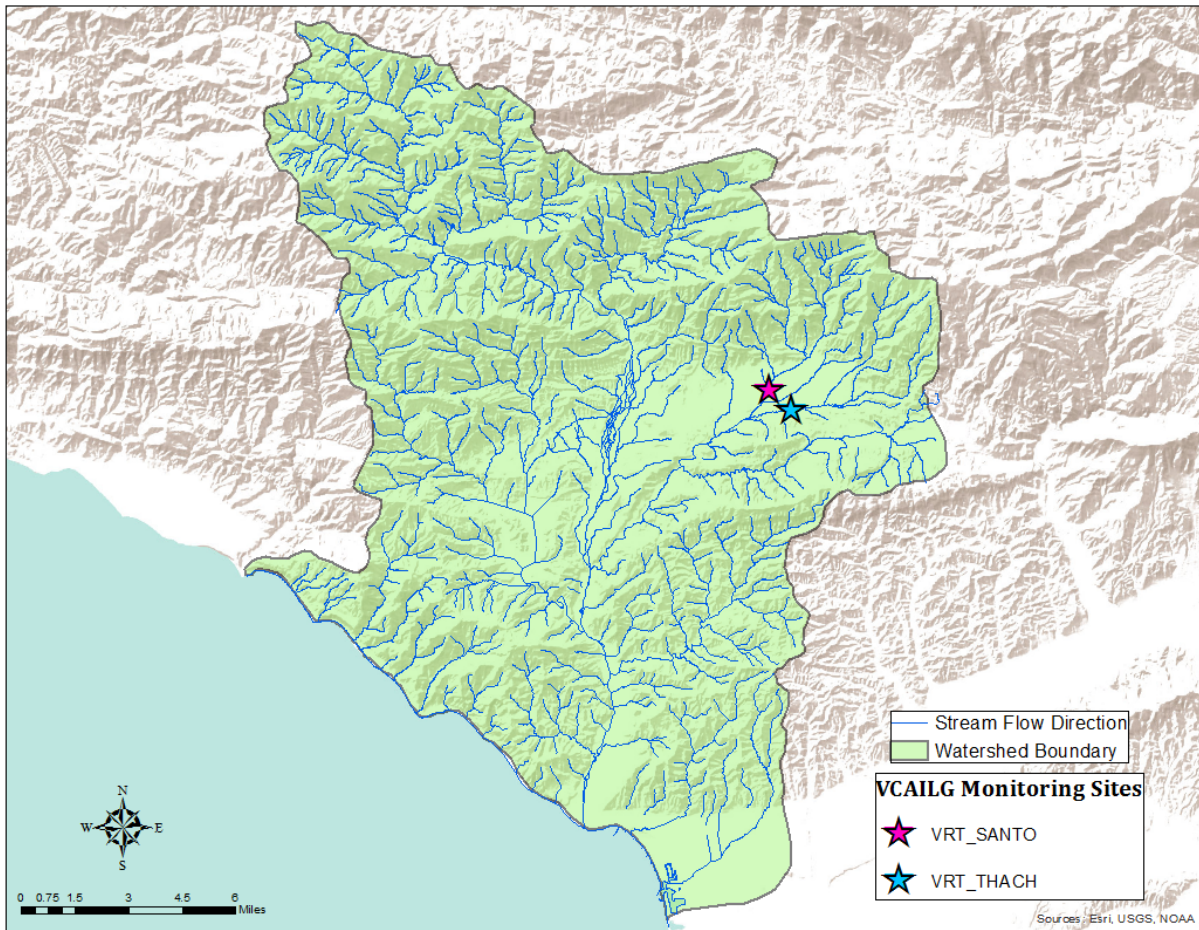 Stream Flow Direction
Watershed Boundary
VCAILG Monitoring Sites
VRT_SANTO
VRT_THACH
N
W E
S
0 0.75 1.5 3 4.5 6
Miles
Sources: Esri, USGS, NOAA